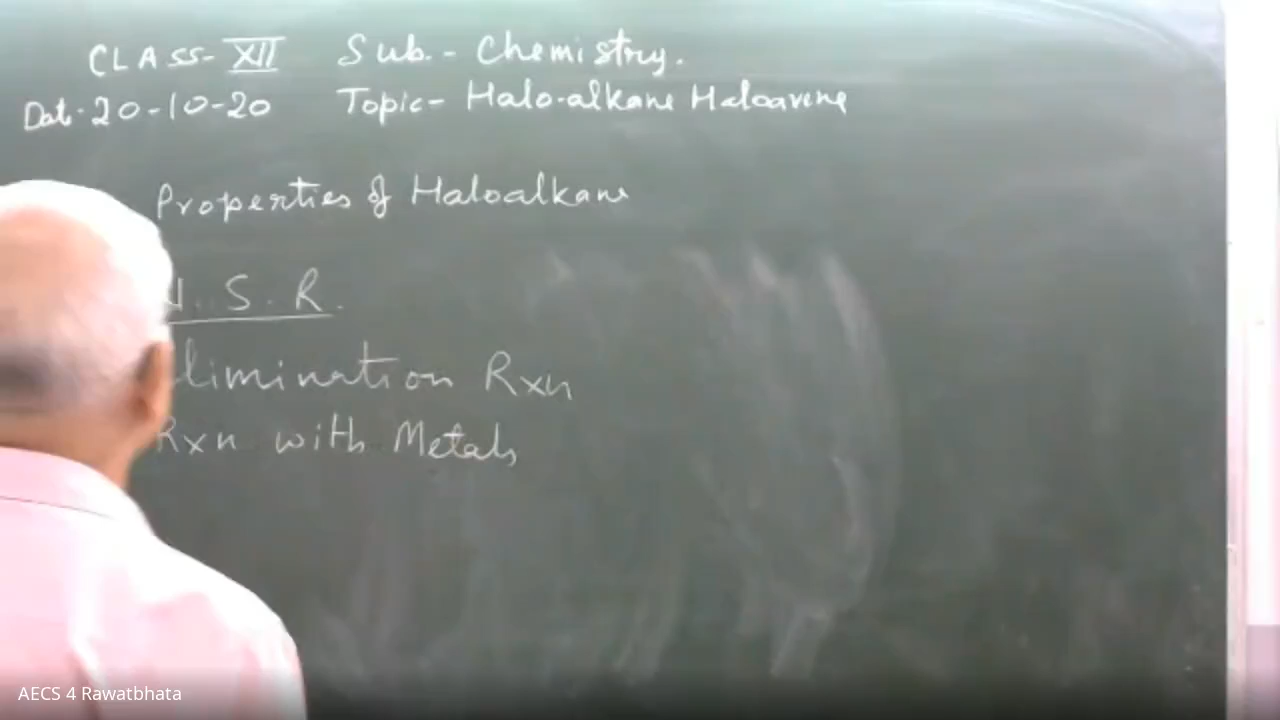 CLASS-XII Sub.- Chemistry.
Dat. 20-10-20 Topic- Halo-alkane Haloarene
Properties of Haloalkane
N. S. R.
limination Rxn
Rxn with Metals
AECS 4 Rawatbhata